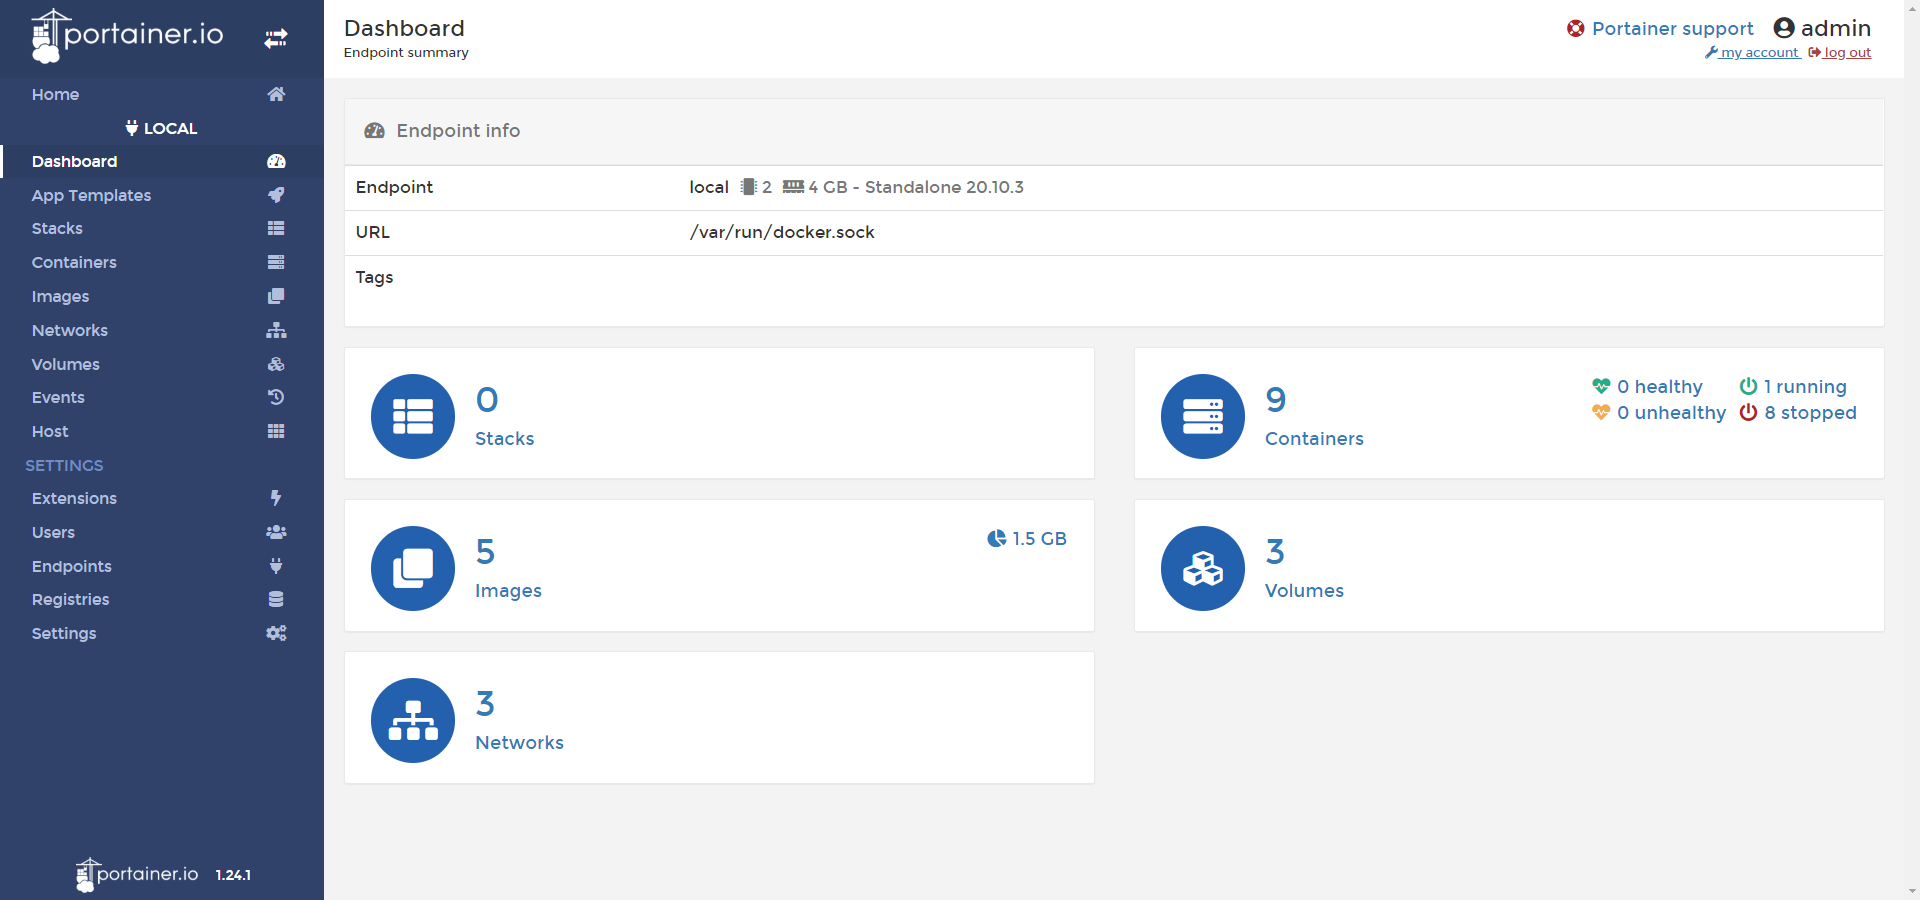 portainer.io
Home
LOCAL
Dashboard
App Templates
Stacks
Containers
Images
Networks
Volumes
Events
Host
SETTINGS
Extensions
Users
Endpoints
Registries
Settings
portainer.io 1.24.1
Dashboard
Endpoint summary
Portainer support admin
my account log out
Endpoint info
Endpoint local 2 4 GB - Standalone 20.10.3
URL /var/run/docker.sock
Tags
0
Stacks
9
Containers
0 healthy 1 running
0 unhealthy 8 stopped
5
Images
1.5 GB
3
Volumes
3
Networks